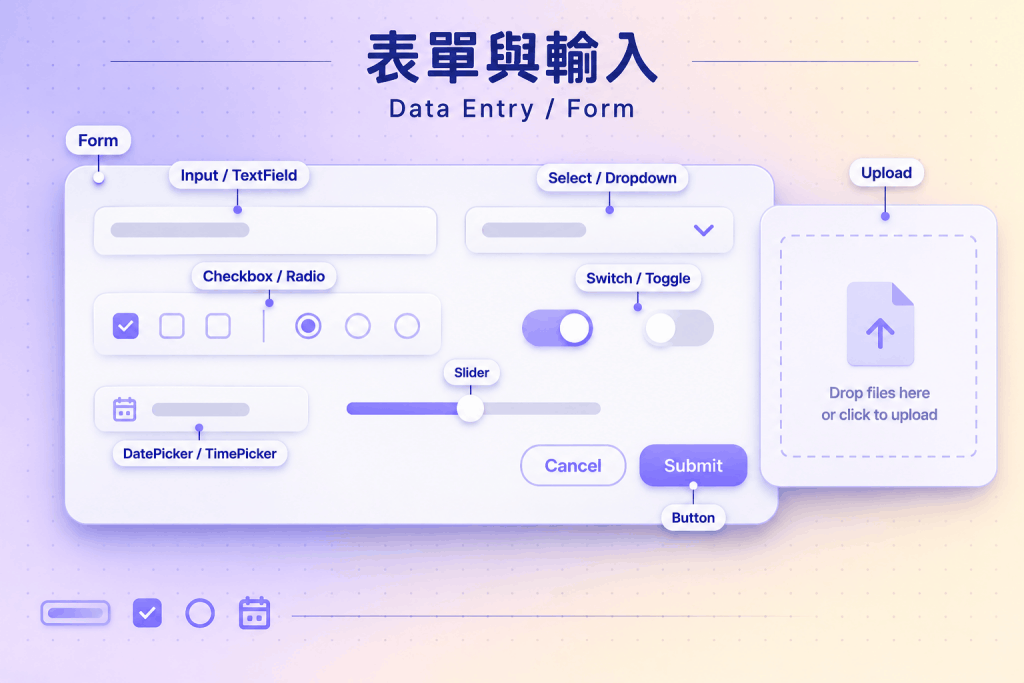 表單與輸入
Data Entry / Form
Form
Input / TextField
Select / Dropdown
Upload
Checkbox / Radio
Switch / Toggle
Slider
Drop files here
or click to upload
DatePicker / TimePicker
Cancel
Submit
Button